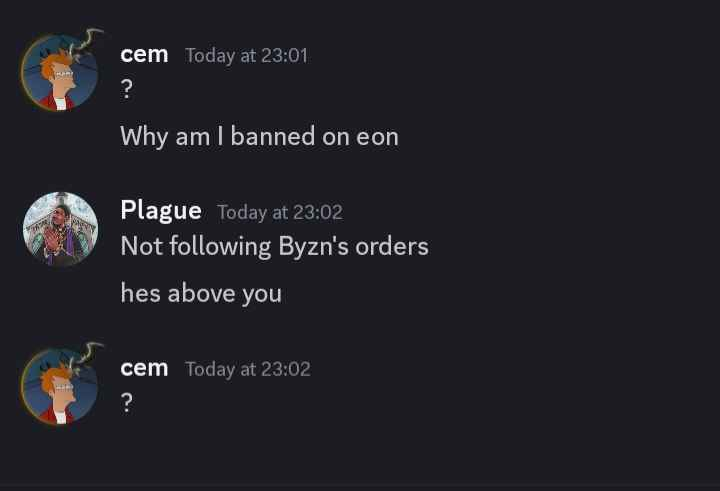 cem Today at 23:01
?
Why am I banned on eon
Plague Today at 23:02
Not following Byzn's orders
hes above you
cem Today at 23:02
?